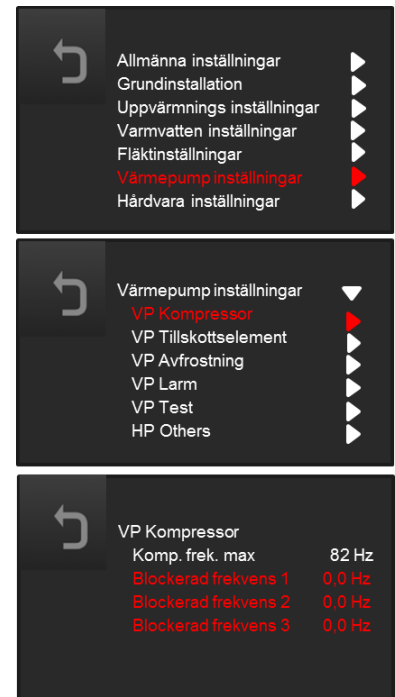 Allmänna inställningar
Grundinstallation
Uppvärmnings inställningar
Varmvatten inställningar
Fläktinställningar
Värmepump inställningar
Hårdvara inställningar
Värmepump inställningar
VP Kompressor
VP Tillskottselement
VP Avfrostning
VP Larm
VP Test
HP Others
VP Kompressor
Komp. frek. max 82 Hz
Blockerad frekvens 1 0,0 Hz
Blockerad frekvens 2 0,0 Hz
Blockerad frekvens 3 0,0 Hz